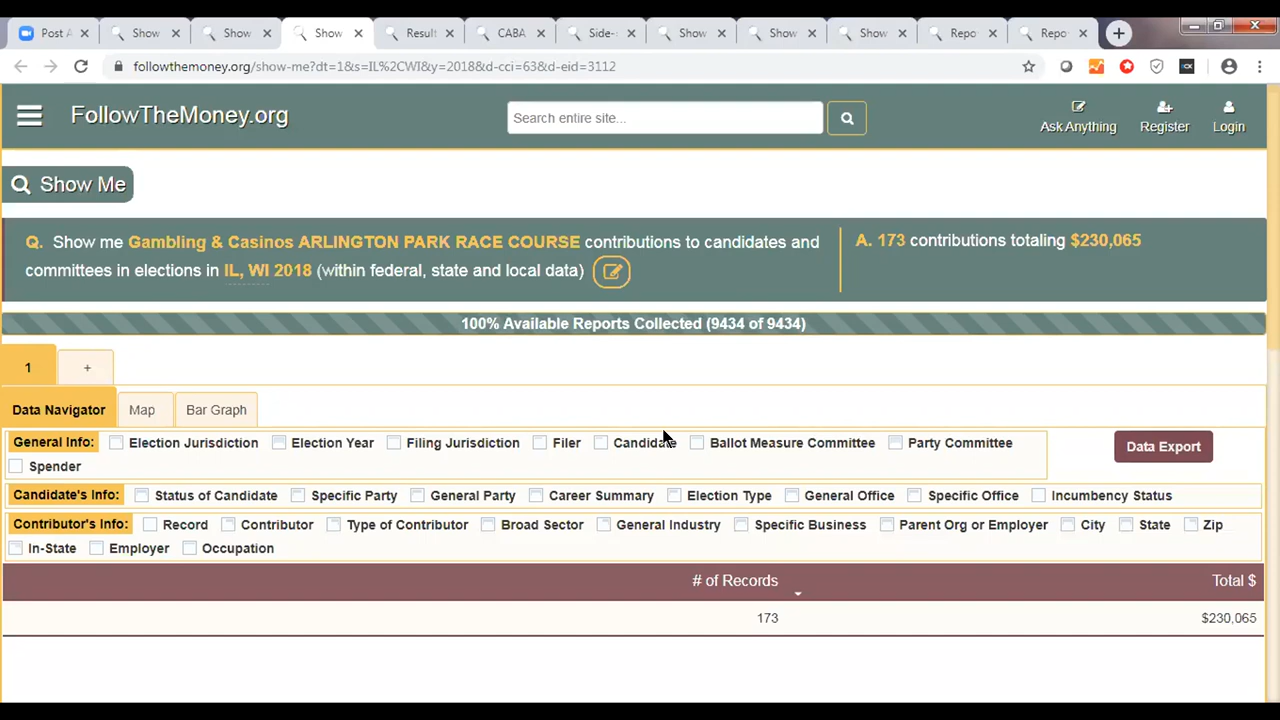 Post A
Show
Show
Show
Result
CAB
Side-
Show
Show
Show
Repo
Repo
followthemoney.org/show-me?dt=1&s=IL%2CWI&y=2018&d-cci=63&d-eid=3112
FollowTheMoney.org
Search entire site...
Ask Anything
Register
Login
Show Me
Q. Show me Gambling & Casinos ARLINGTON PARK RACE COURSE contributions to candidates and
committees in elections in IL, WI 2018 (within federal, state and local data)
A. 173 contributions totaling $230,065
100% Available Reports Collected (9434 of 9434)
1
+
Data Navigator
Map
Bar Graph
General Info: Election Jurisdiction Election Year Filing Jurisdiction Filer Candidate Ballot Measure Committee Party Committee
Spender
Data Export
Candidate's Info: Status of Candidate Specific Party General Party Career Summary Election Type General Office Specific Office Incumbency Status
Contributor's Info: Record Contributor Type of Contributor Broad Sector General Industry Specific Business Parent Org or Employer City State Zip
In-State Employer Occupation
# of Records Total $
173 $230,065